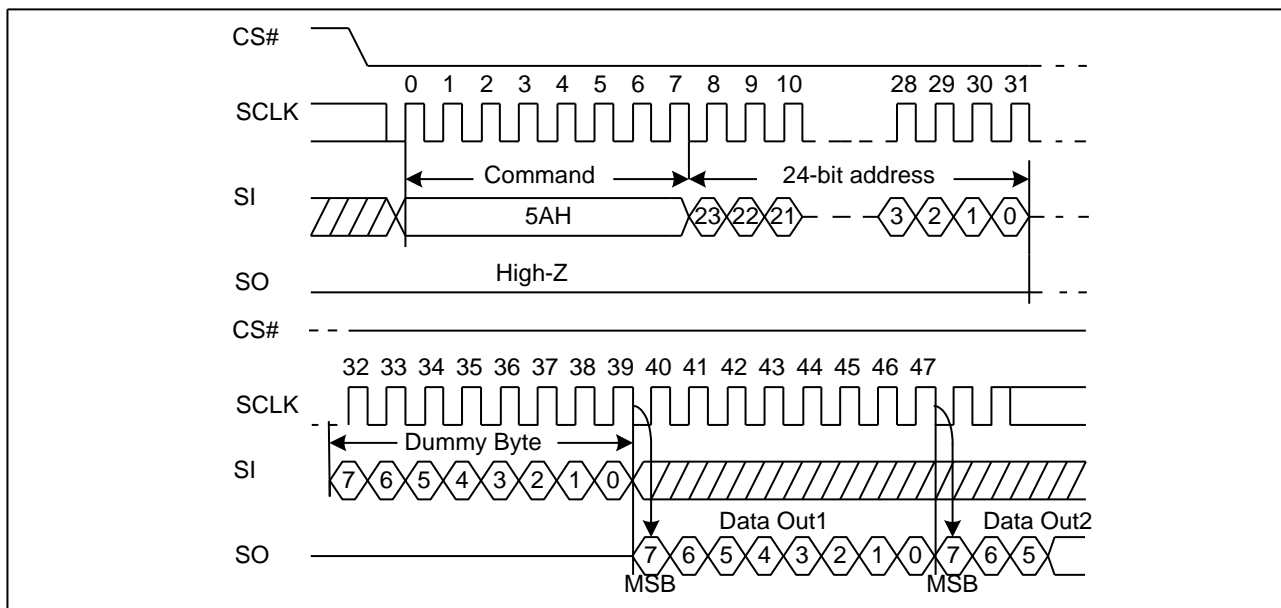 CS#
0 1 2 3 4 5 6 7 8 9 10 28 29 30 31
SCLK
Command 24-bit address
SI
5AH 23 22 21 3 2 1 0
High-Z
SO
CS#
32 33 34 35 36 37 38 39 40 41 42 43 44 45 46 47
SCLK
Dummy Byte
SI
7 6 5 4 3 2 1 0
Data Out1 Data Out2
SO
7 6 5 4 3 2 1 0 7 6 5
MSB MSB